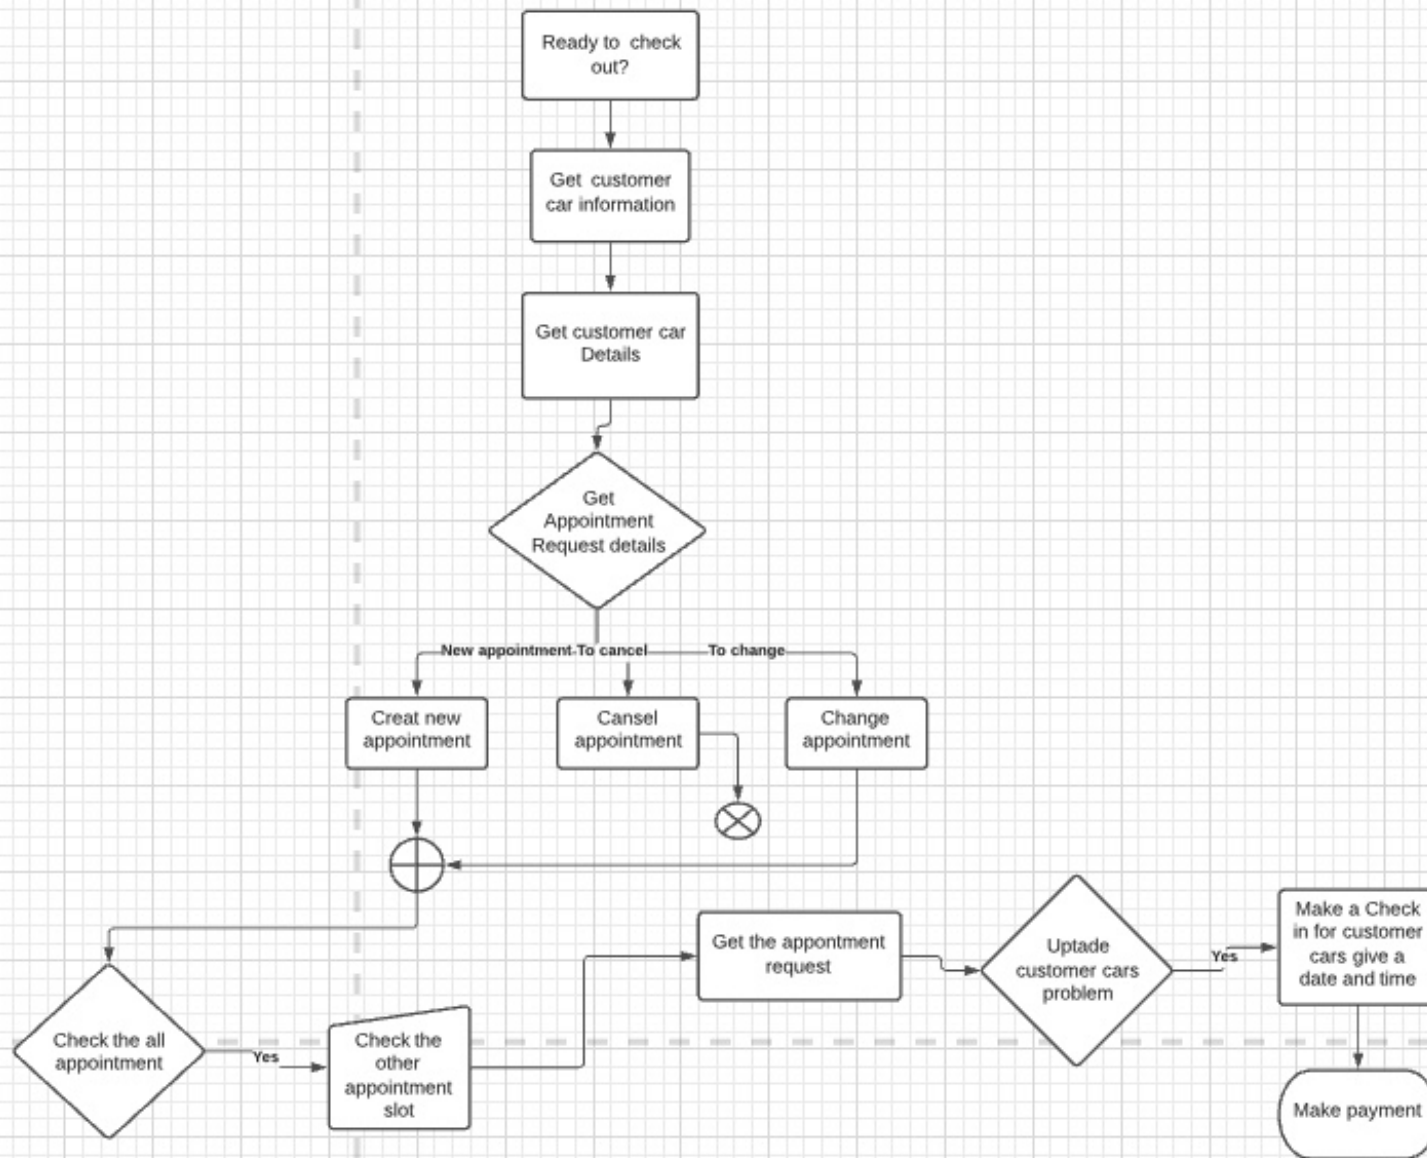 Ready to check
out?
Get customer
car information
Get customer car
Details
Get
Appointment
Request details
New appointment To cancel To change
Creat new
appointment
Cansel
appointment
Change
appointment
Check the all
appointment
Yes
Check the
other
appointment
slot
Get the appontment
request
Uptade
customer cars
problem
Yes
Make a Check
in for customer
cars give a
date and time
Make payment